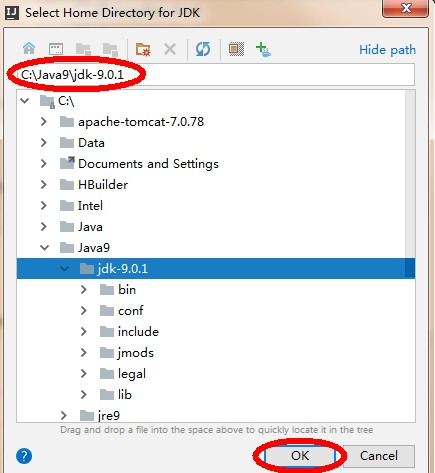 Select Home Directory for JDK
Hide path
C:\Java9\jdk-9.0.1
C:\
apache-tomcat-7.0.78
Data
Documents and Settings
HBuilder
Intel
Java
Java9
jdk-9.0.1
bin
conf
include
jmods
legal
lib
jre9
Drag and drop a file into the space above to quickly locate it in the tree
? OK Cancel